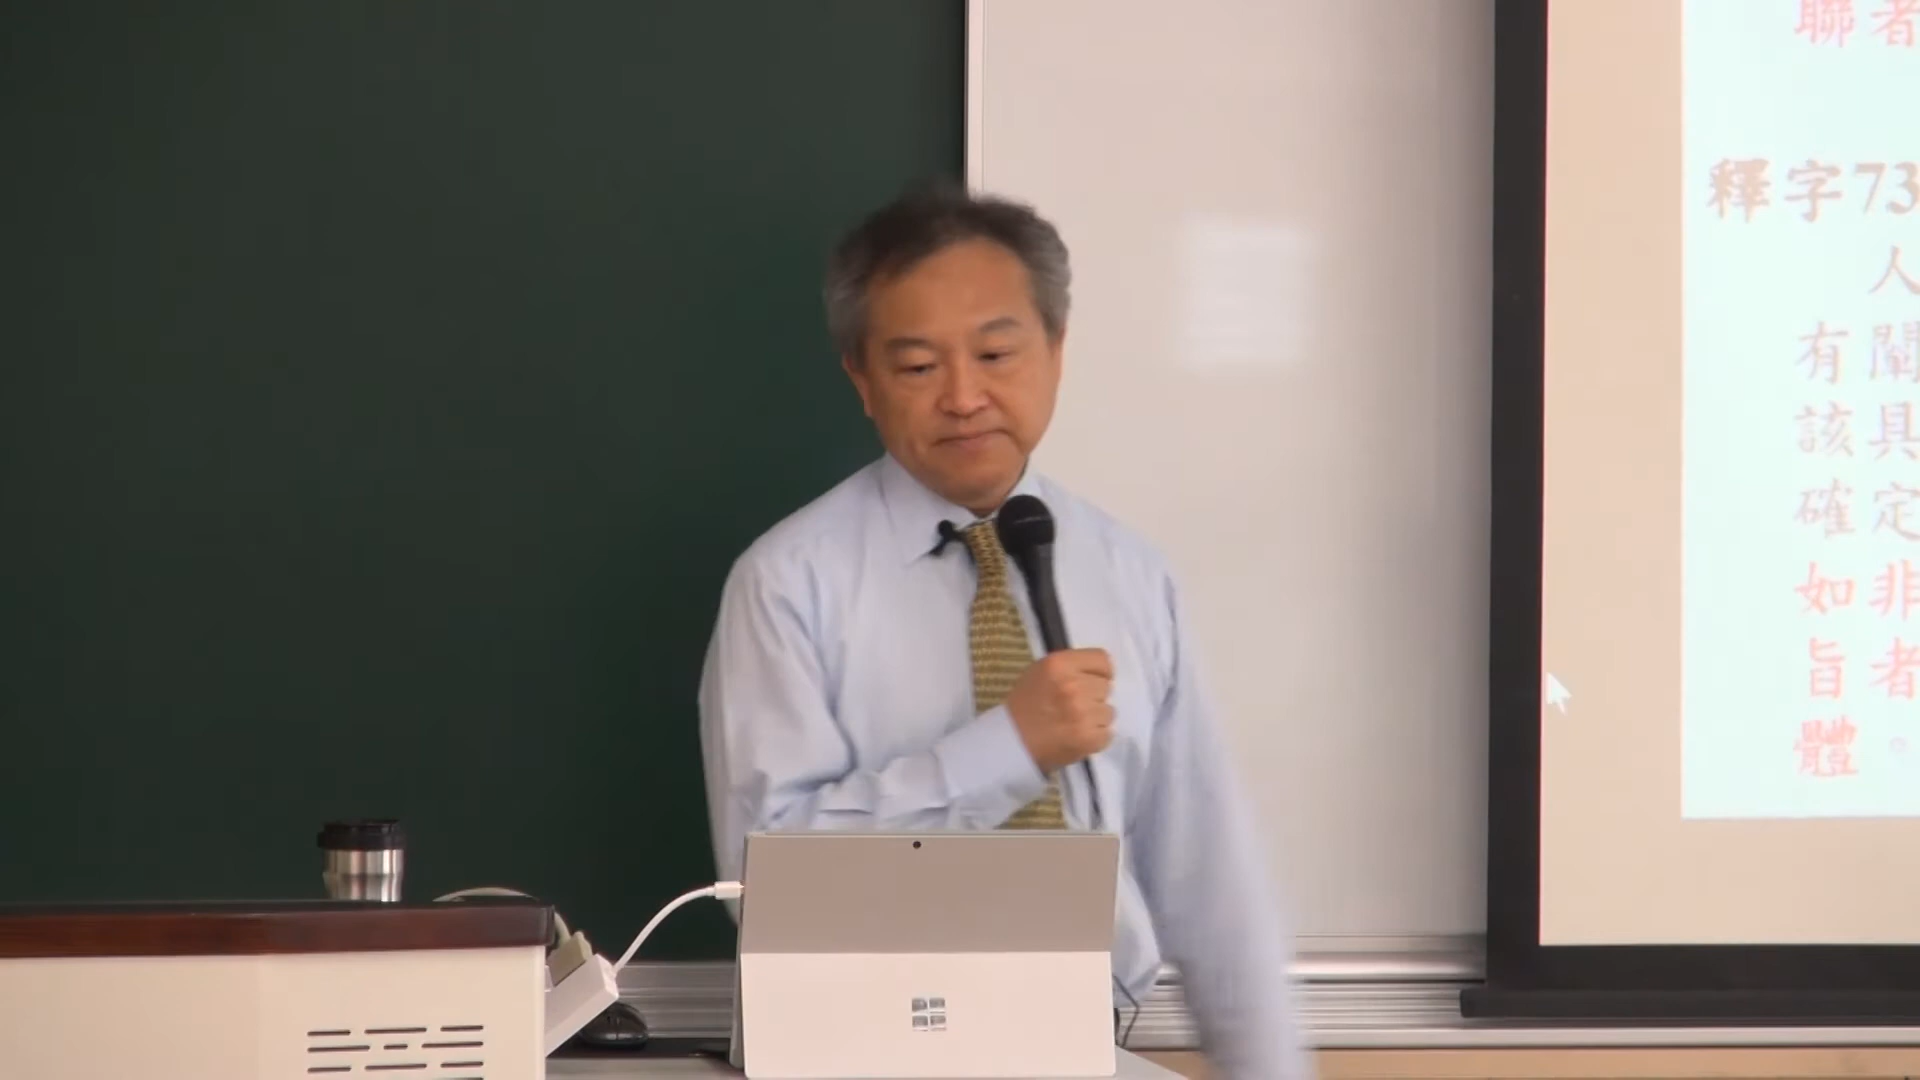 聯者
釋字73
人
有闡
該具
確定
如非
旨者
體。